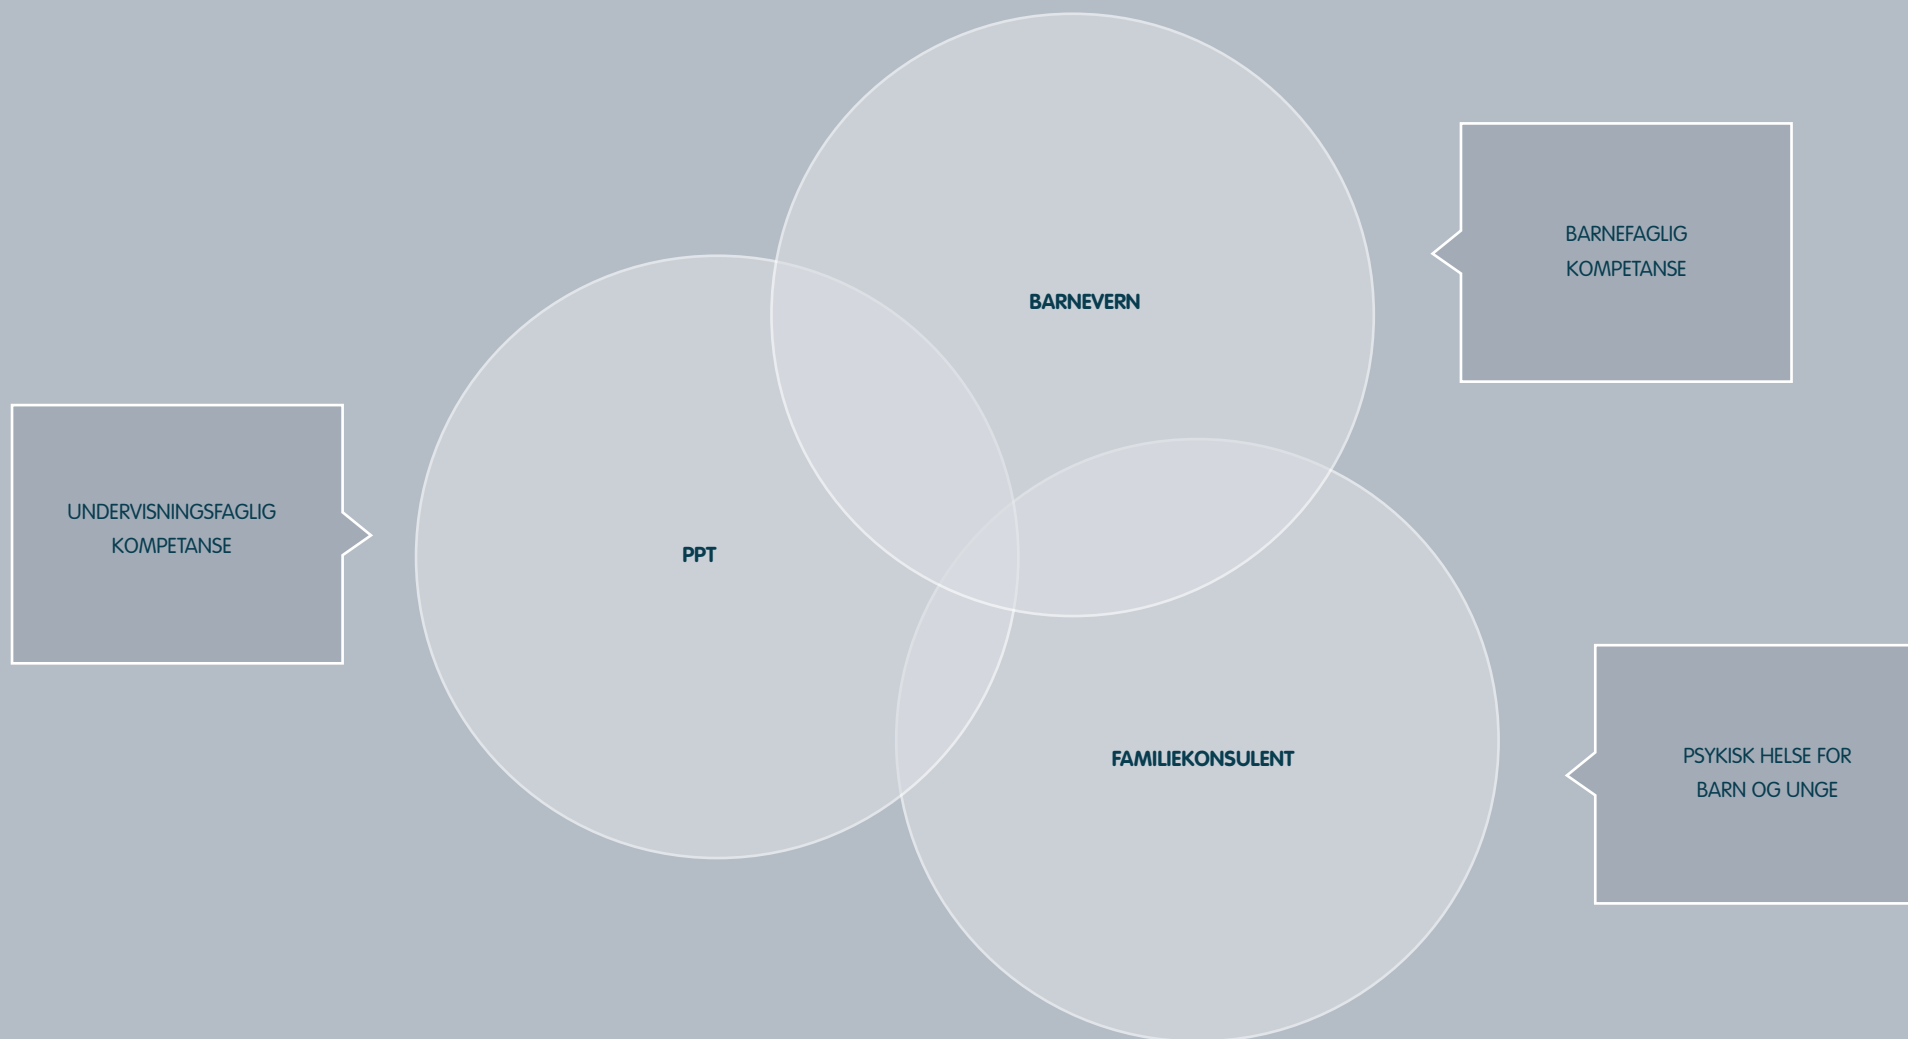 BARNEFAGLIG
KOMPETANSE
BARNEVERN
UNDERVISNINGSFAGLIG
KOMPETANSE
PPT
FAMILIEKONSULENT
PSYKISK HELSE FOR
BARN OG UNGE